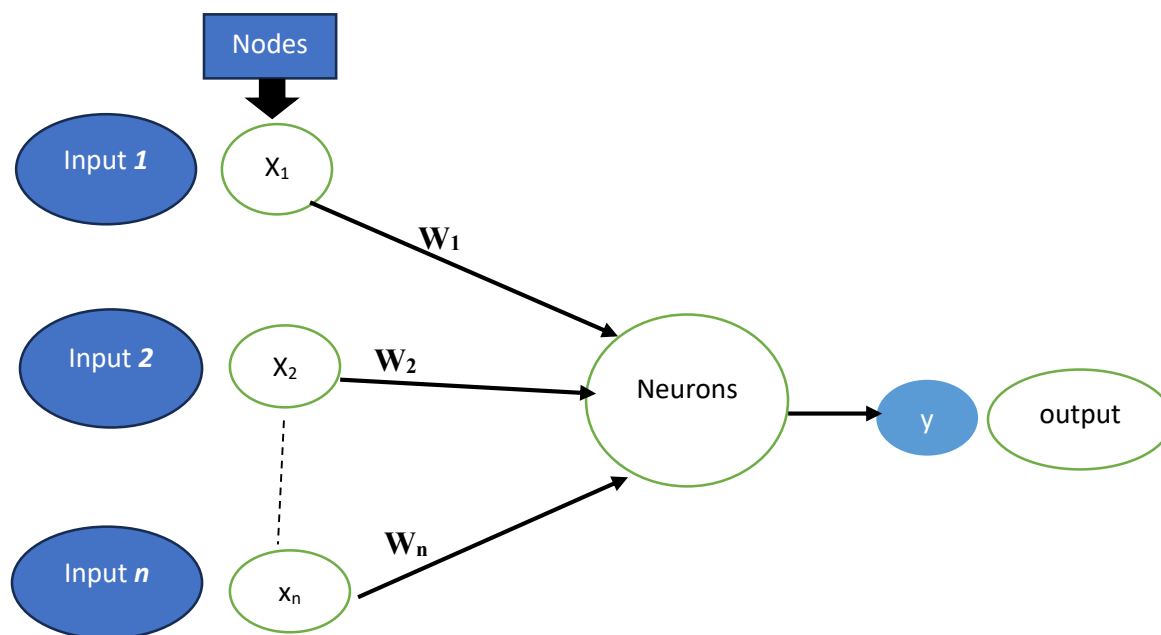 Nodes
Input 1
X₁
W₁
Input 2
X₂
W₂
Neurons
y
output
Wₙ
Input n
xₙ